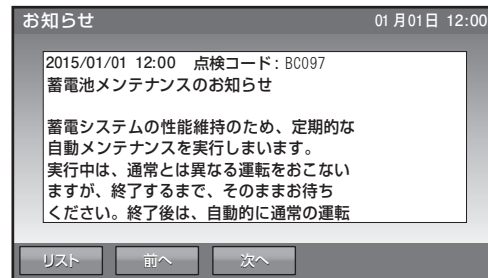 お知らせ
01月01日 12:00
2015/01/01 12:00 点検コード:BC097
蓄電池メンテナンスのお知らせ
蓄電システムの性能維持のため、定期的な
自動メンテナンスを実行しまいます。
実行中は、通常とは異なる運転をおこない
ますが、終了するまで、そのままお待ち
ください。終了後は、自動的に通常の運転
リスト
前へ
次へ